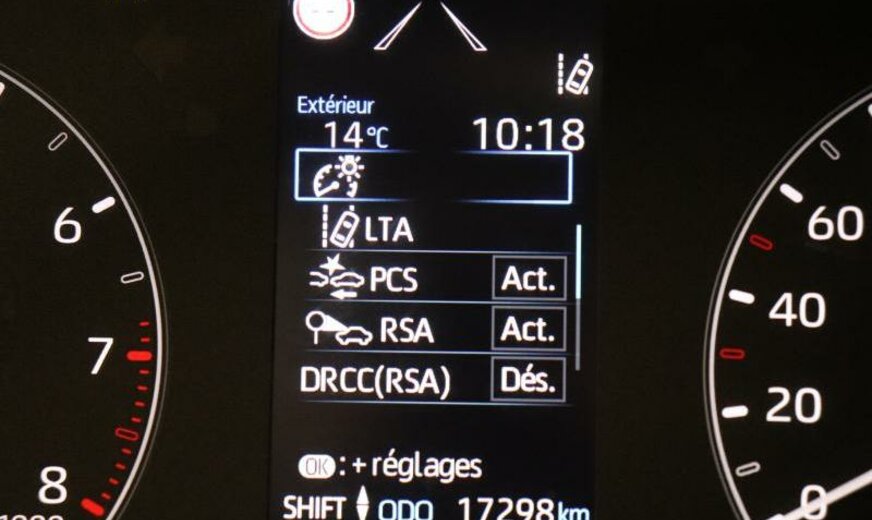 Extérieur
14°C 10:18
LTA
PCS Act.
RSA Act.
DRCC(RSA) Dés.
OK : + réglages
SHIFT ODO 17298 km
6
7
8
60
40
20
0